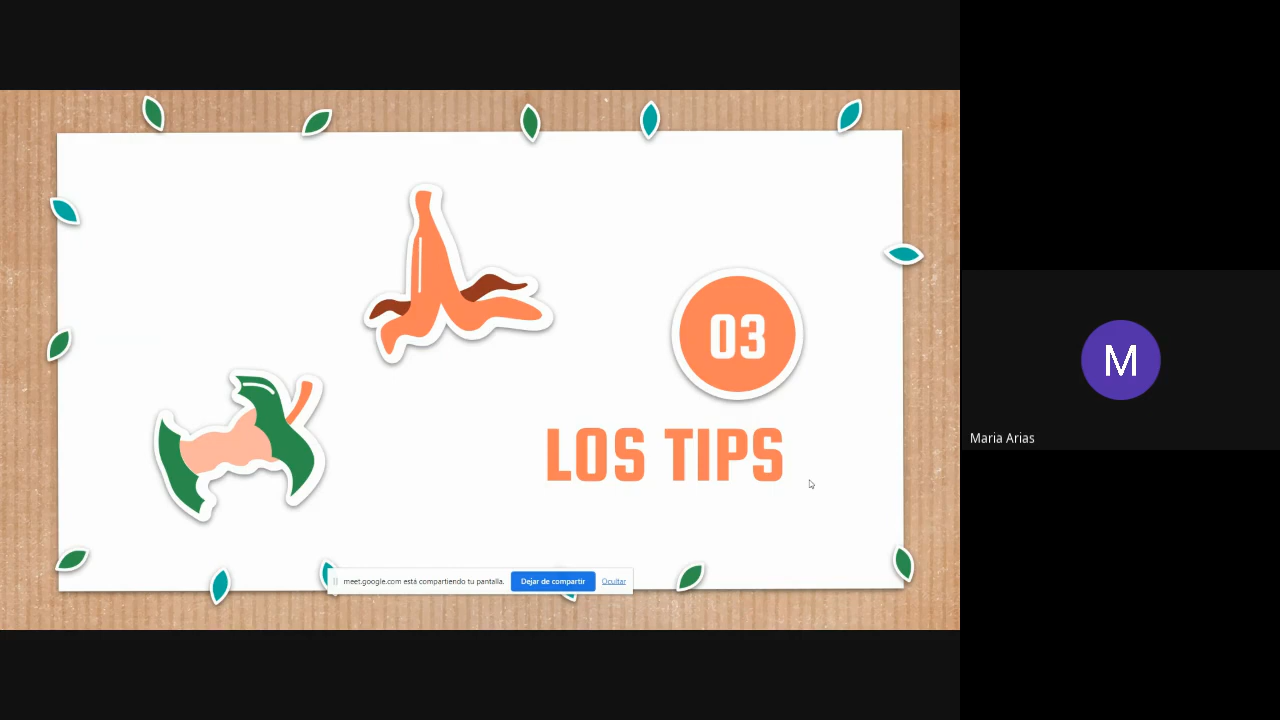 03
LOS TIPS
meet.google.com está compartiendo tu pantalla. Dejar de compartir Ocultar
M
Maria Arias